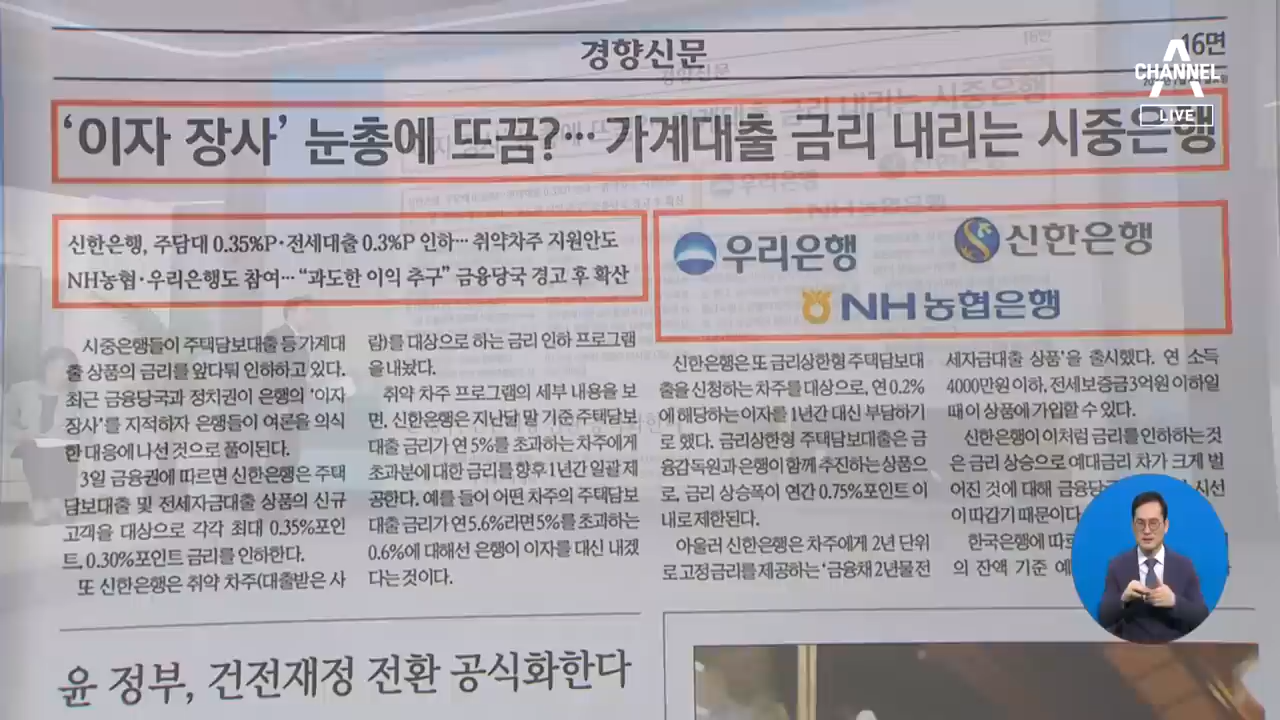 경향신문
16면
CHANNEL
LIVE
‘이자 장사’ 눈총에 뜨끔?… 가계대출 금리 내리는 시중은행
신한은행, 주담대 0.35%P·전세대출 0.3%P 인하… 취약차주 지원안도
NH농협·우리은행도 참여… “과도한 이익 추구” 금융당국 경고 후 확산
우리은행
신한은행
NH농협은행
시중은행들이 주택담보대출 등 가계대
출 상품의 금리를 앞다퉈 인하하고 있다.
최근 금융당국과 정치권이 은행의 ‘이자
장사’를 지적하자 은행들이 여론을 의식
한 대응에 나선 것으로 풀이된다.
3일 금융권에 따르면 신한은행은 주택
담보대출 및 전세자금대출 상품의 신규
고객을 대상으로 각각 최대 0.35%포인
트, 0.30%포인트 금리를 인하한다.
또 신한은행은 취약 차주(대출받은 사
람)를 대상으로 하는 금리 인하 프로그램
을 내놨다.
취약 차주 프로그램의 세부 내용을 보
면, 신한은행은 지난달 말 기준 주택담보
대출 금리가 연 5%를 초과하는 차주에게
초과분에 대한 금리를 향후 1년간 일괄 제
공한다. 예를 들어 어떤 차주의 주택담보
대출 금리가 연 5.6%라면 5%를 초과하는
0.6%에 대해선 은행이 이자를 대신 내겠
다는 것이다.
신한은행은 또 금리상한형 주택담보대
출을 신청하는 차주를 대상으로, 연 0.2%
에 해당하는 이자를 1년간 대신 부담하기
로 했다. 금리상한형 주택담보대출은 금
융감독원과 은행이 함께 추진하는 상품으
로, 금리 상승폭이 연간 0.75%포인트 이
내로 제한된다.
아울러 신한은행은 차주에게 2년 단위
로 고정금리를 제공하는 ‘금융채 2년물 전
세자금대출 상품’을 출시했다. 연 소득
4000만원 이하, 전세보증금 3억원 이하일
때 이 상품에 가입할 수 있다.
신한은행이 이처럼 금리를 인하하는 것
은 금리 상승으로 예대금리 차가 크게 벌
어진 것에 대해 시선
이 따갑기 때문이다.
한국은행에
의 잔액 기준
윤 정부, 건전재정 전환 공식화한다